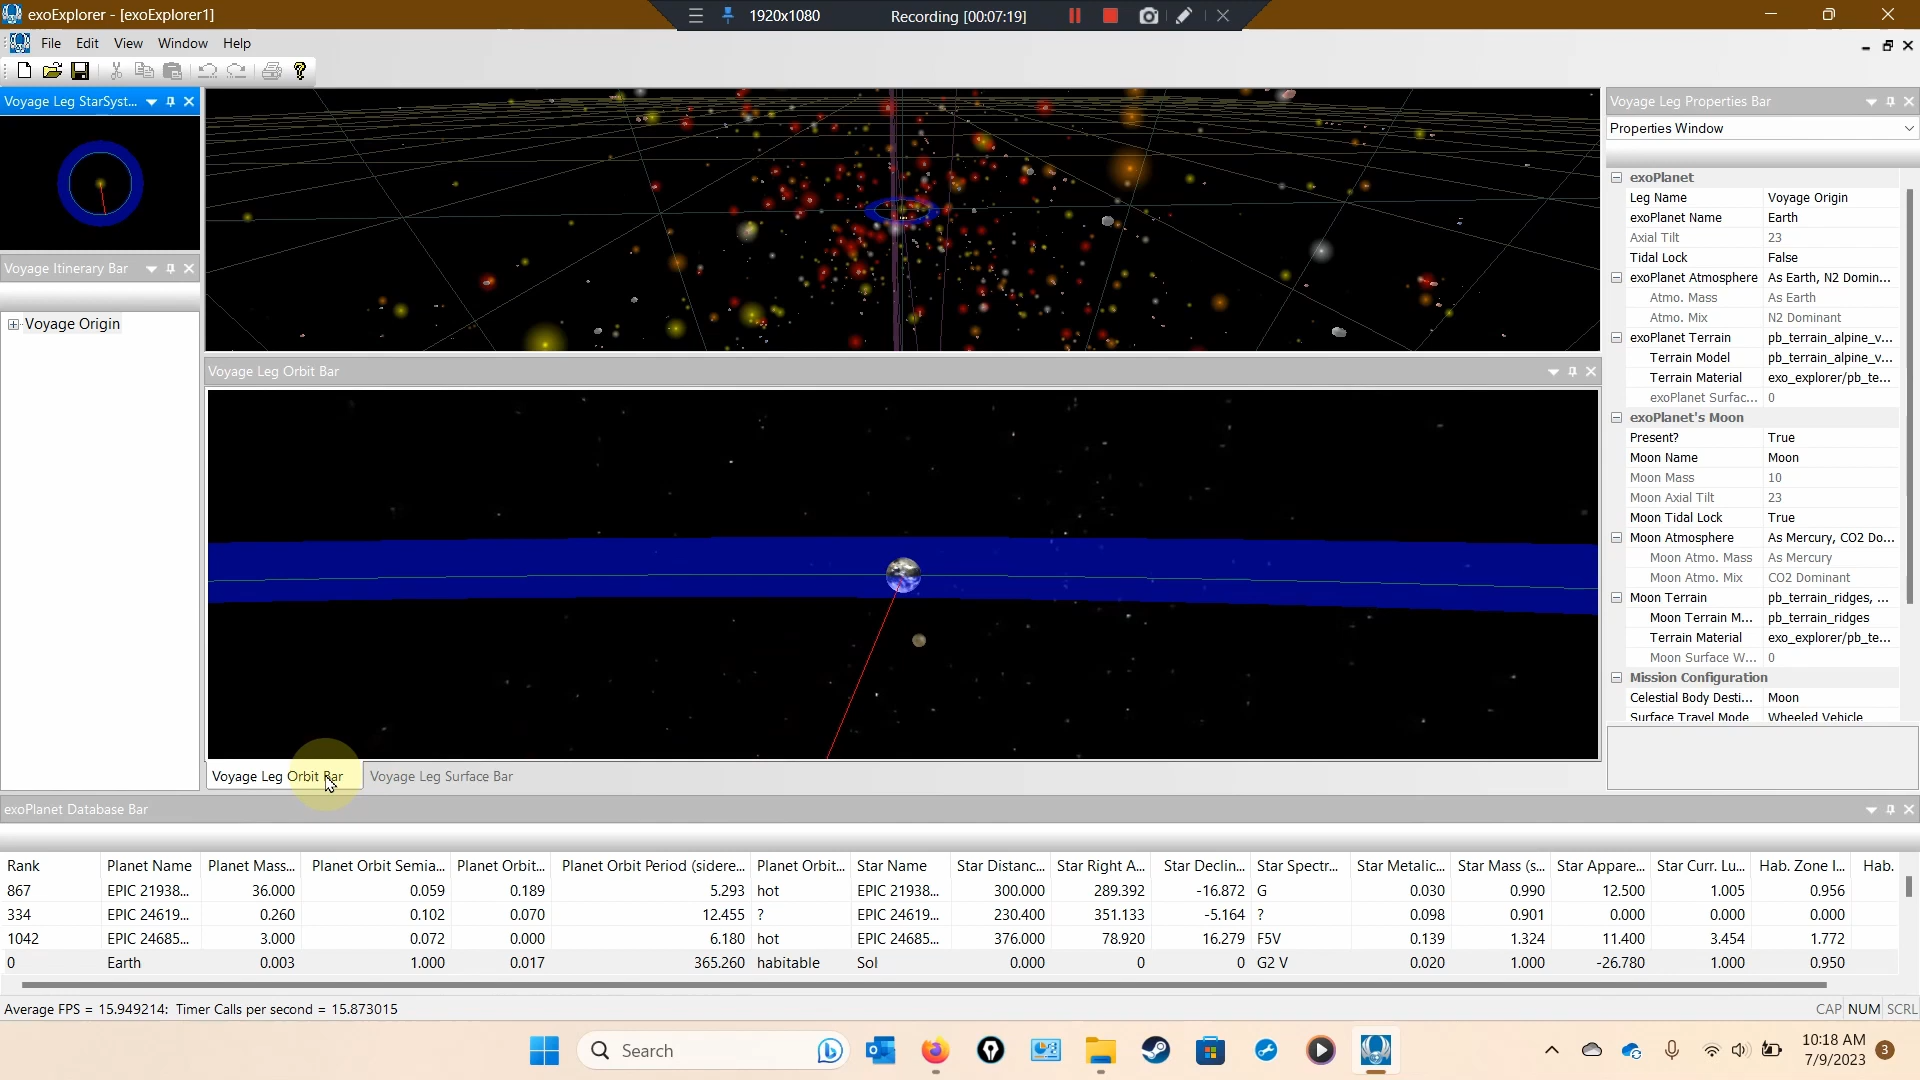 exoExplorer - [exoExplorer1]
1920x1080
Recording [00:07:19]
File Edit View Window Help
Voyage Leg StarSyst...
Voyage Leg Properties Bar
Properties Window
exoPlanet
Leg Name Voyage Origin
exoPlanet Name Earth
Axial Tilt 23
Tidal Lock False
exoPlanet Atmosphere As Earth, N2 Domin...
Atmo. Mass As Earth
Atmo. Mix N2 Dominant
exoPlanet Terrain pb_terrain_alpine_v...
Terrain Model pb_terrain_alpine_v...
Terrain Material exo_explorer/pb_te...
exoPlanet Surfac... 0
exoPlanet's Moon
Present? True
Moon Name Moon
Moon Mass 10
Moon Axial Tilt 23
Moon Tidal Lock True
Moon Atmosphere As Mercury, CO2 Do...
Moon Atmo. Mass As Mercury
Moon Atmo. Mix CO2 Dominant
Moon Terrain pb_terrain_ridges, ...
Moon Terrain M... pb_terrain_ridges
Terrain Material exo_explorer/pb_te...
Moon Surface W... 0
Mission Configuration
Celestial Body Desti... Moon
Surface Travel Mode Wheeled Vehicle
Voyage Itinerary Bar
Voyage Origin
Voyage Leg Orbit Bar
Voyage Leg Orbit Bar Voyage Leg Surface Bar
exoPlanet Database Bar
Rank Planet Name Planet Mass... Planet Orbit Semia... Planet Orbit... Planet Orbit Period (sidere... Planet Orbit... Star Name Star Distanc... Star Right A... Star Declin... Star Spectr... Star Metalic... Star Mass (s... Star Appare... Star Curr. Lu... Hab. Zone I... Hab.
867 EPIC 21938... 36.000 0.059 0.189 5.293 hot EPIC 21938... 300.000 289.392 -16.872 G 0.030 0.990 12.500 1.005 0.956
334 EPIC 24619... 0.260 0.102 0.070 12.455 ? EPIC 24619... 230.400 351.133 -5.164 ? 0.098 0.901 0.000 0.000 0.000
1042 EPIC 24685... 3.000 0.072 0.000 6.180 hot EPIC 24685... 376.000 78.920 16.279 F5V 0.139 1.324 11.400 3.454 1.772
0 Earth 0.003 1.000 0.017 365.260 habitable Sol 0.000 0 0 G2 V 0.020 1.000 -26.780 1.000 0.950
Average FPS = 15.949214: Timer Calls per second = 15.873015
CAP NUM SCRL
Search
10:18 AM
7/9/2023
3